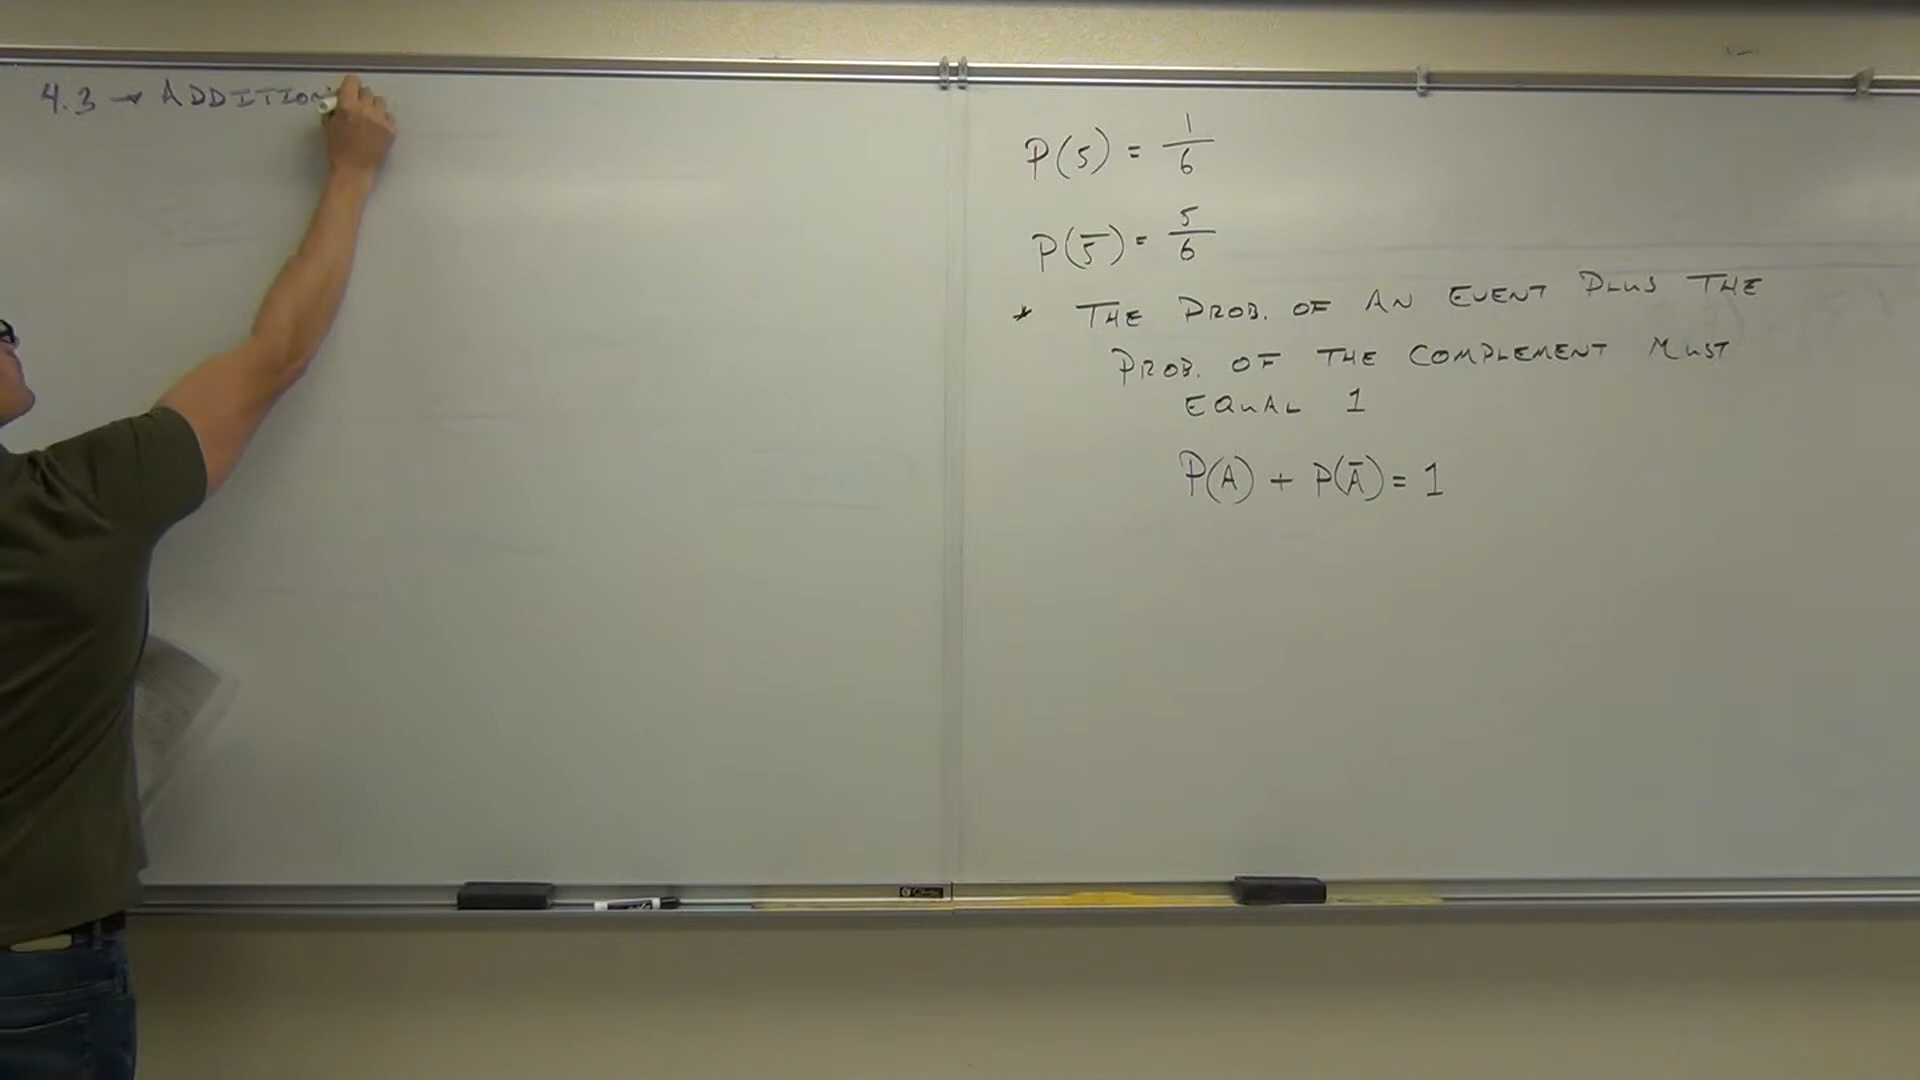 4.3 → ADDITION
P(5) = 1/6
P(5̅) = 5/6
* THE PROB. OF AN EVENT PLUS THE
PROB. OF THE COMPLEMENT MUST
EQUAL 1
P(A) + P(A̅) = 1